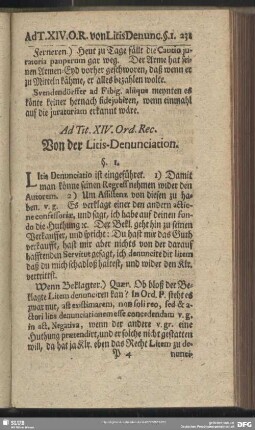 AdT.XIV.O.R. von Litis Denunc. §. 1. 231
Ferneren.) Heut zu Tage fällt die Cautio ju-
ratoria pauperum gar weg. Der Arme hat sei-
nen Armen-Eyd vorher geschworen, daß wenn er
zu Mitteln kähme, er alles bezahlen wolte.
Svendendörffer ad Fibig. aliique meynten es
könte keiner hernach fidejubiren, wenn einmahl
auf die juratoriam erkannt wäre.
Ad Tit. XIV. Ord. Rec.
Von der Litis-Denunciation.
§. 1.
Litis Denunciatio ist eingeführet. 1) Damit
man könne seinen Regress nehmen wider den
Autorem. 2) Um Assistenz von diesen zu ha-
ben. v. g. Es verklagt einer den andern actio-
ne confessoria, und sagt, ich habe auf deinen fun-
do die Huthung ꝛc. Der Bekl. geht hin zu seinen
Verkauffer, und spricht: Du hast mir das Guth
verkaufft, hast mir aber nichts von der darauf
hafftenden Servitut gesagt, ich denuncire dir litem
daß du mich schadloß haltest, und wider den Klr.
vertrittst.
Wenn Beklagter.) Quær. Ob bloß der Be-
klagte Litem denunciren kan? In Ord. P. steht es
zwar nur, ast existimarem, non soli reo, sed & a-
ctori litis denunciationem esse concedendam v. g.
in act. Negativa, wenn der andere v. gr. eine
Huthung prætendirt, und er solche nicht gestatten
will, da hat ja Klr. eben das Recht Litem zu de-
P 4 nunci-